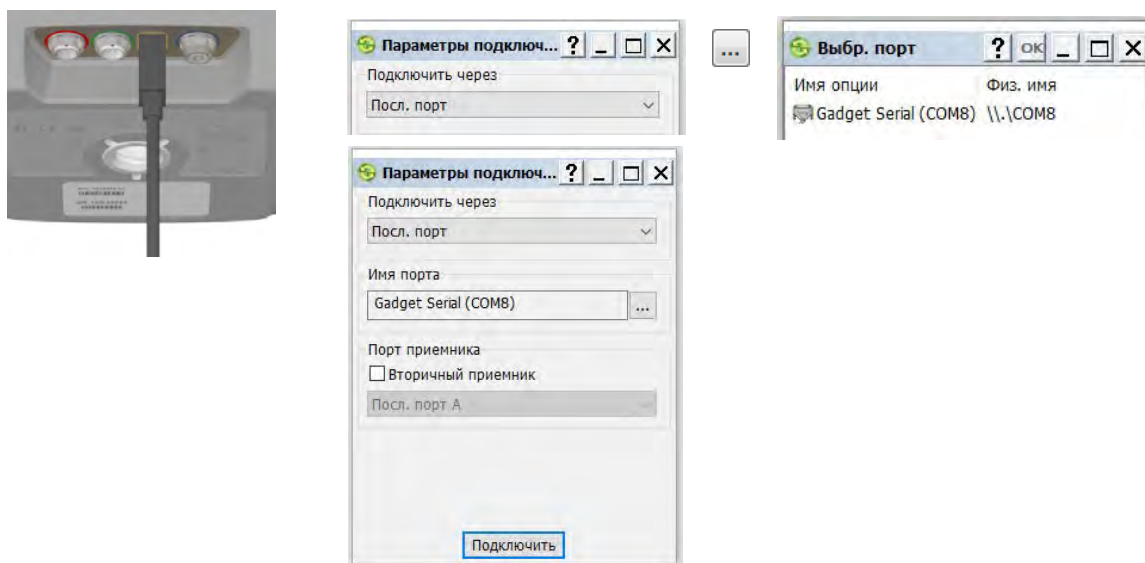 Параметры подключ... ? _ □ X
Подключить через
Посл. порт
...
Выбр. порт ? ОК _ □ X
Имя опции Физ. имя
Gadget Serial (COM8) \\.\COM8
Параметры подключ... ? _ □ X
Подключить через
Посл. порт
Имя порта
Gadget Serial (COM8) ...
Порт приемника
Вторичный приемник
Посл. порт A
Подключить